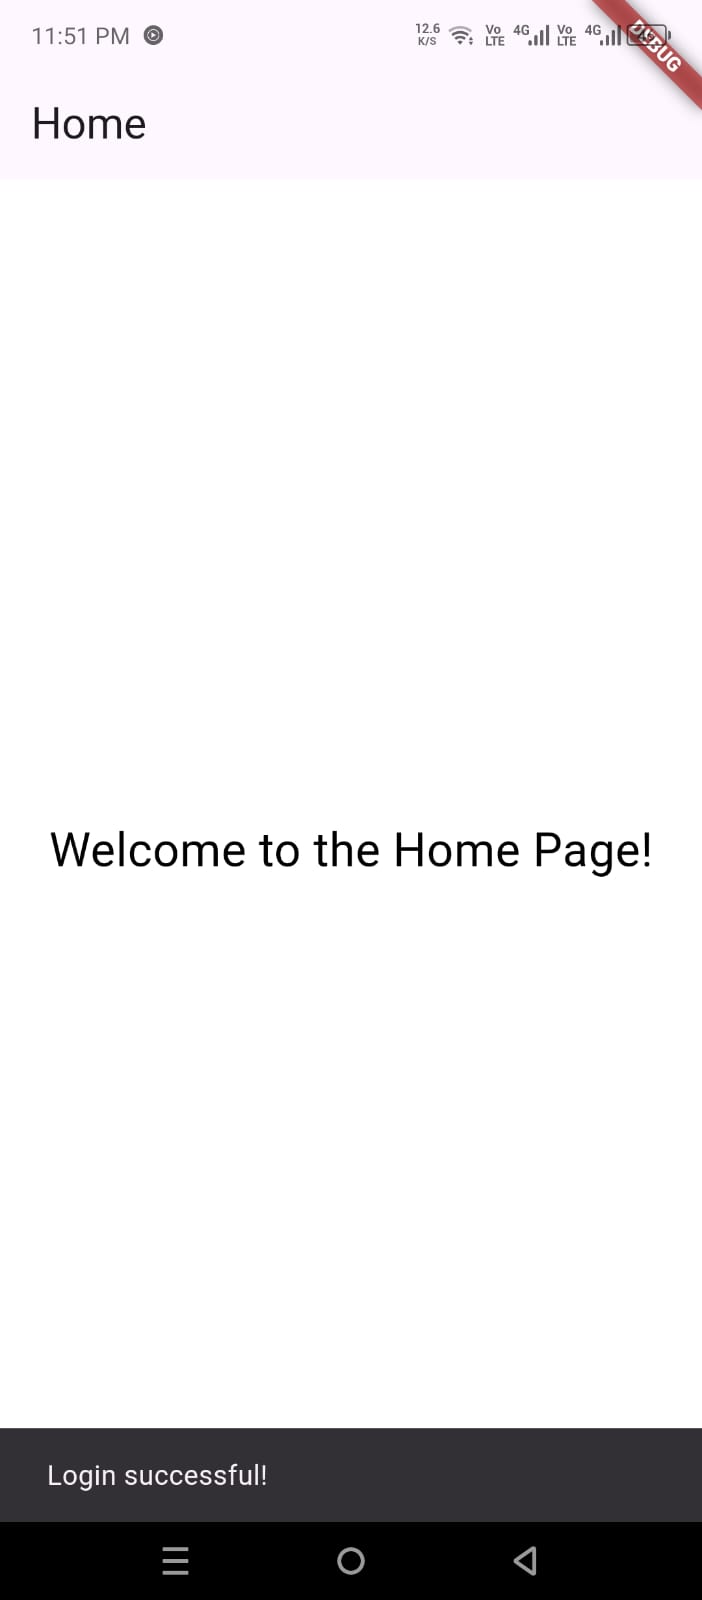 11:51 PM 12.6 K/S Vo LTE 4G Vo LTE 4G
DEBUG
Home
Welcome to the Home Page!
Login successful!